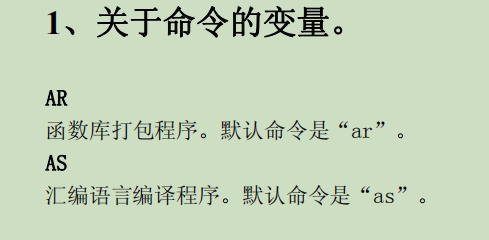 1、关于命令的变量。
AR
函数库打包程序。默认命令是“ar”。
AS
汇编语言编译程序。默认命令是“as”。